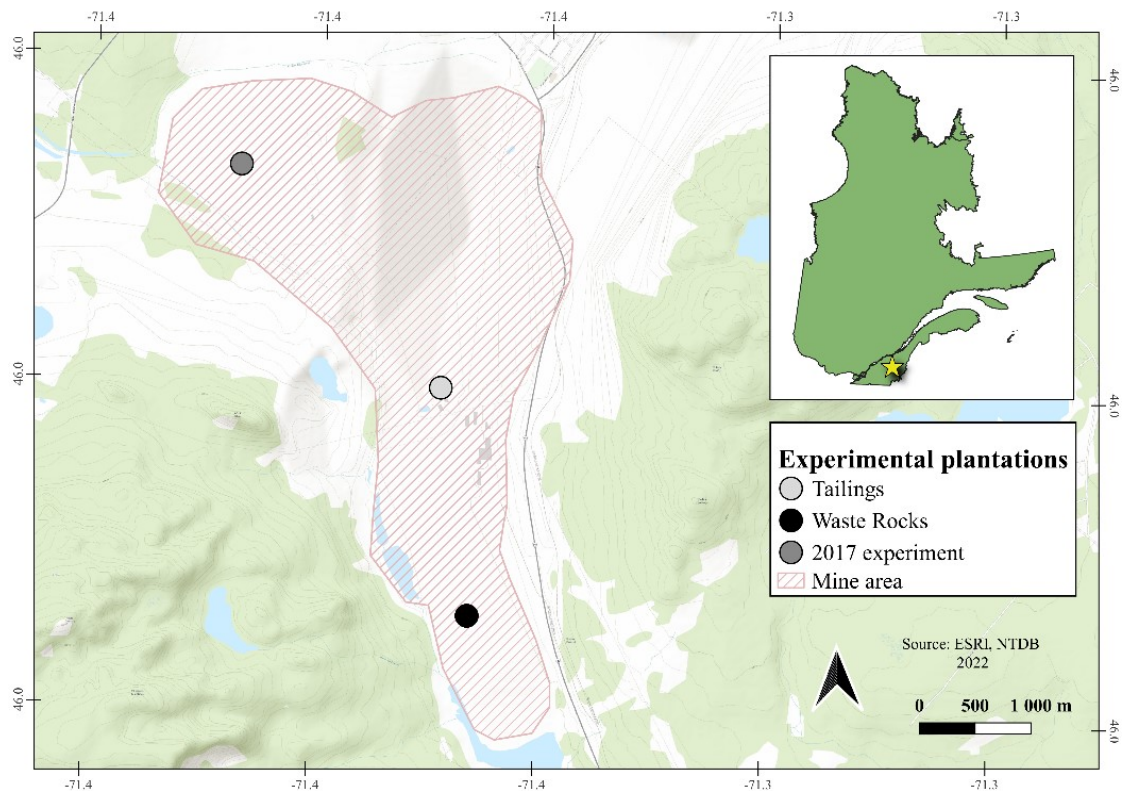 -71.4
-71.4
-71.4
-71.3
-71.3
46.0
46.0
46.0
46.0
46.0
46.0
Experimental plantations
Tailings
Waste Rocks
2017 experiment
Mine area
Source: ESRI, NTDB
2022
0 500 1 000 m
-71.4
-71.4
-71.4
-71.3
-71.3